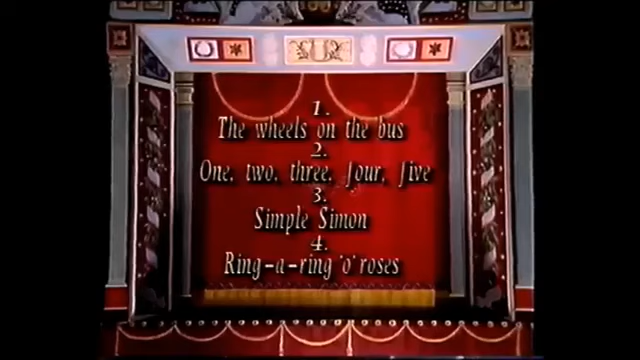 1.
The wheels on the bus
2.
One, two, three, four, five
3.
Simple Simon
4.
Ring-a-ring 'o' roses